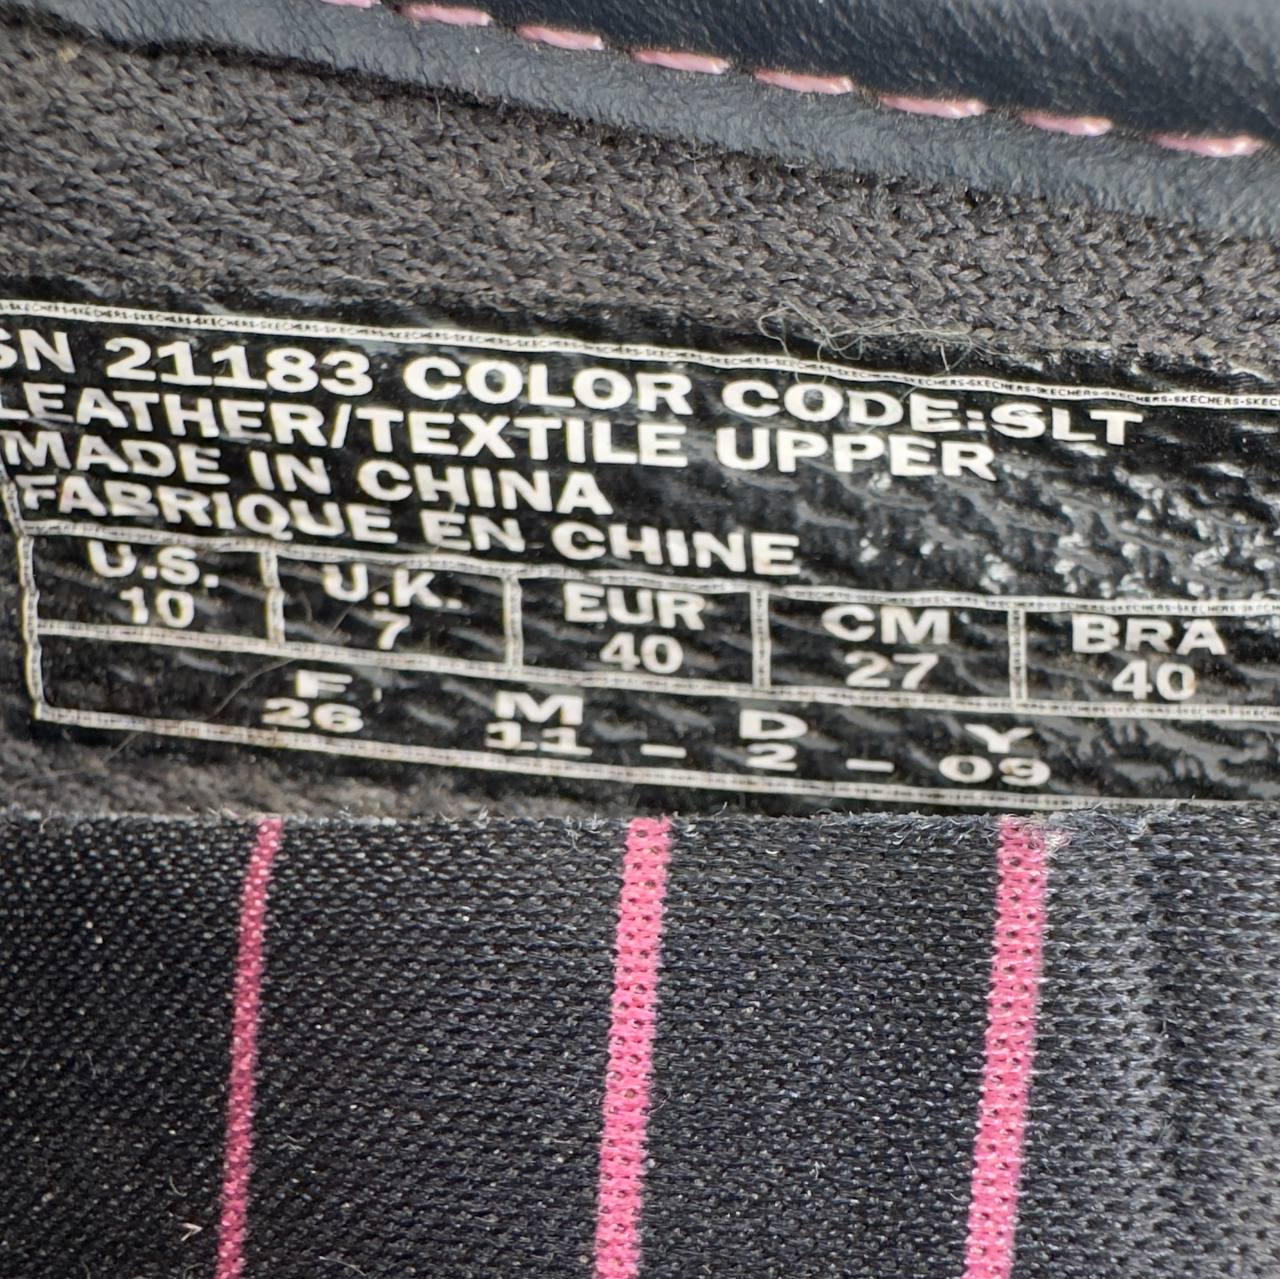 SN 21183 COLOR CODE:SLT
LEATHER/TEXTILE UPPER
MADE IN CHINA
FABRIQUE EN CHINE
U.S. U.K. EUR CM BRA
10 7 40 27 40
F M D Y
26 11 - 2 - 09